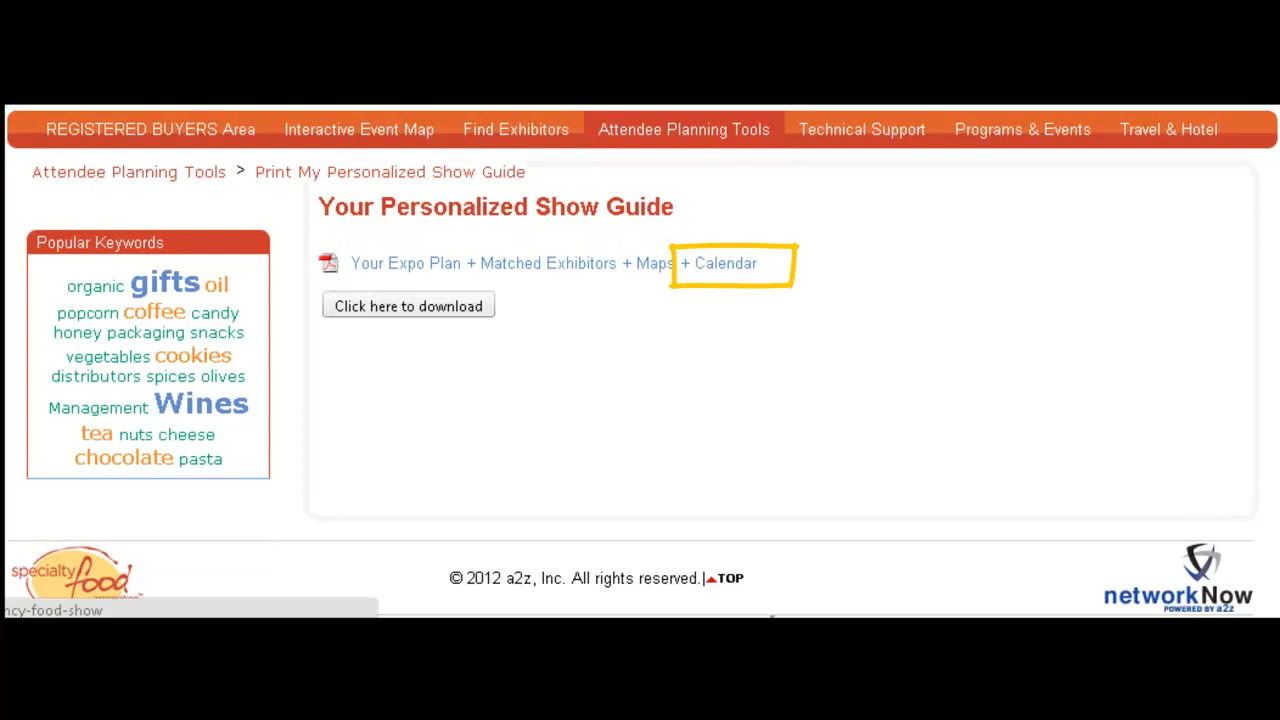 REGISTERED BUYERS Area Interactive Event Map Find Exhibitors Attendee Planning Tools Technical Support Programs & Events Travel & Hotel
Attendee Planning Tools > Print My Personalized Show Guide
Your Personalized Show Guide
Your Expo Plan + Matched Exhibitors + Maps + Calendar
Click here to download
Popular Keywords
organic gifts oil
popcorn coffee candy
honey packaging snacks
vegetables cookies
distributors spices olives
Management Wines
tea nuts cheese
chocolate pasta
specialty food
© 2012 a2z, Inc. All rights reserved.|TOP
networkNow
POWERED BY a2z
ncy-food-show